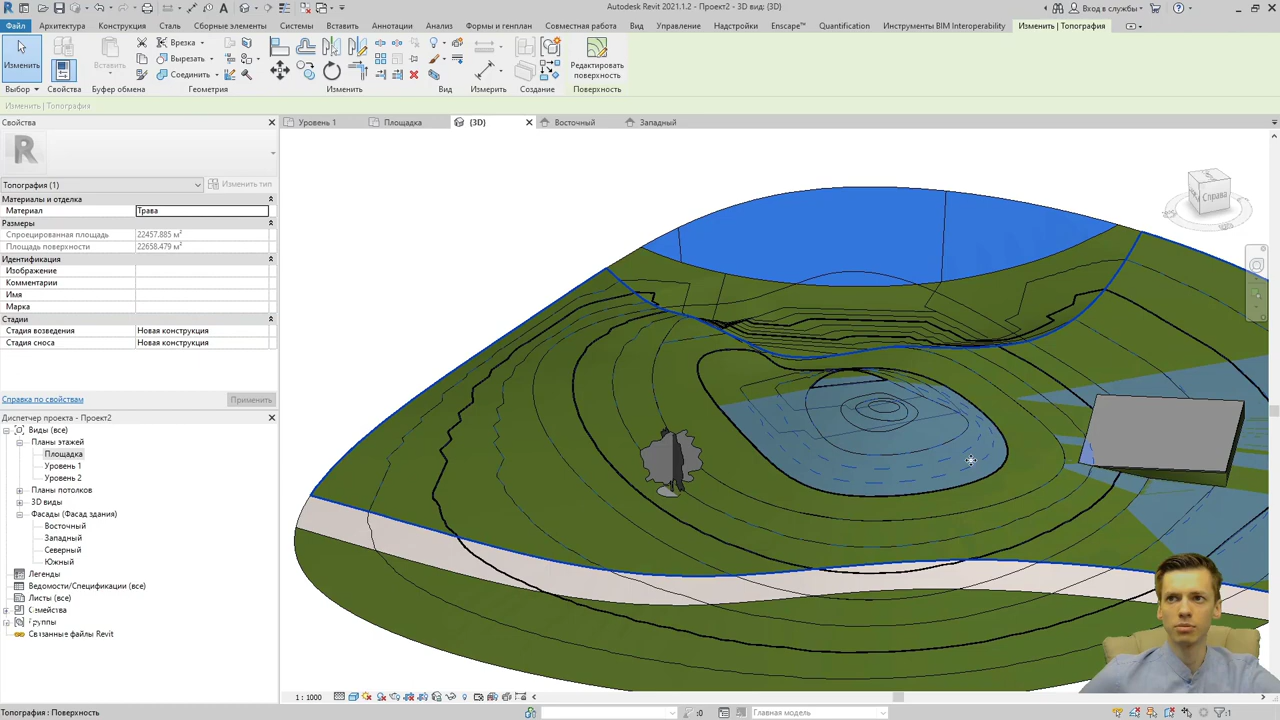 Autodesk Revit 2021.1.2 - Проект2 - 3D вид: {3D}
Вход в службы
Файл Архитектура Конструкция Сталь Сборные элементы Системы Вставить Аннотации Анализ Формы и генплан Совместная работа Вид Управление Надстройки Enscape™ Quantification Инструменты BIM Interoperability Изменить | Топография
Изменить
Вставить
Врезка
Вырезать
Соединить
Редактировать
поверхность
Выбор Свойства Буфер обмена Геометрия Изменить Вид Измерить Создание Поверхность
Изменить | Топография
Свойства
Уровень 1 Площадка {3D} Восточный Западный
Топография (1) Изменить тип
Материалы и отделка
Материал Трава
Размеры
Спроецированная площадь 22457.885 м²
Площадь поверхности 22658.479 м²
Идентификация
Изображение
Комментарии
Имя
Марка
Стадии
Стадия возведения Новая конструкция
Стадия сноса Новая конструкция
Справка по свойствам Применить
Диспетчер проекта - Проект2
Виды (все)
Планы этажей
Площадка
Уровень 1
Уровень 2
Планы потолков
3D виды
Фасады (Фасад здания)
Восточный
Западный
Северный
Южный
Легенды
Ведомости/Спецификации (все)
Листы (все)
Семейства
Группы
Связанные файлы Revit
Справа
1 : 1000
Топография : Поверхность
:0 Главная модель :1